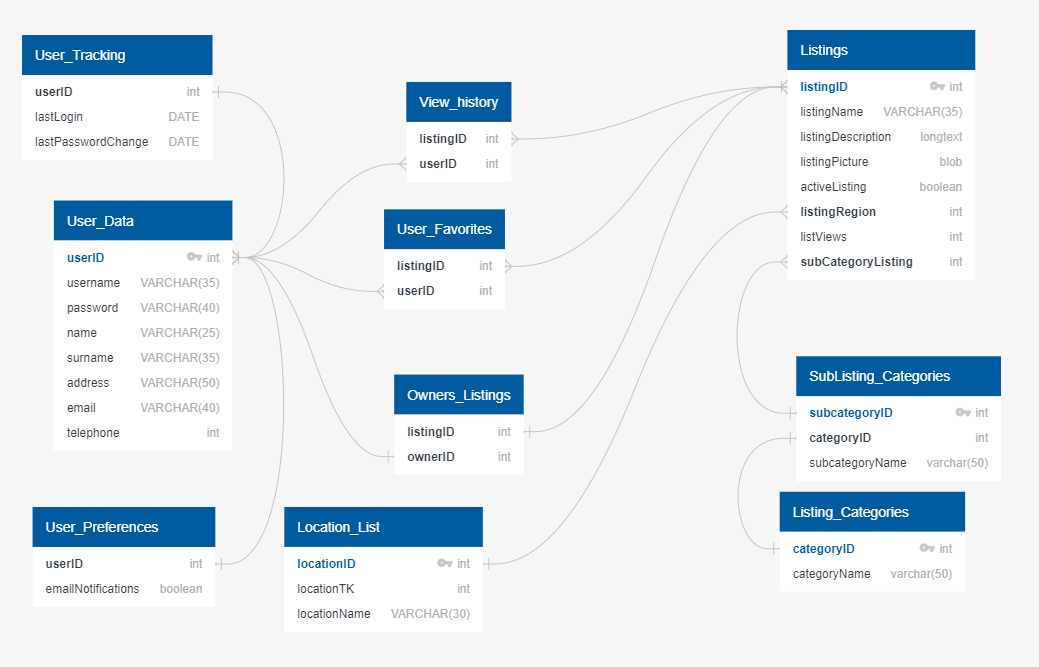 User_Tracking
userID int
lastLogin DATE
lastPasswordChange DATE
User_Data
userID int
username VARCHAR(35)
password VARCHAR(40)
name VARCHAR(25)
surname VARCHAR(35)
address VARCHAR(50)
email VARCHAR(40)
telephone int
User_Preferences
userID int
emailNotifications boolean
View_history
listingID int
userID int
User_Favorites
listingID int
userID int
Owners_Listings
listingID int
ownerID int
Location_List
locationID int
locationTK int
locationName VARCHAR(30)
Listings
listingID int
listingName VARCHAR(35)
listingDescription longtext
listingPicture blob
activeListing boolean
listingRegion int
listViews int
subCategoryListing int
SubListing_Categories
subcategoryID int
categoryID int
subcategoryName varchar(50)
Listing_Categories
categoryID int
categoryName varchar(50)